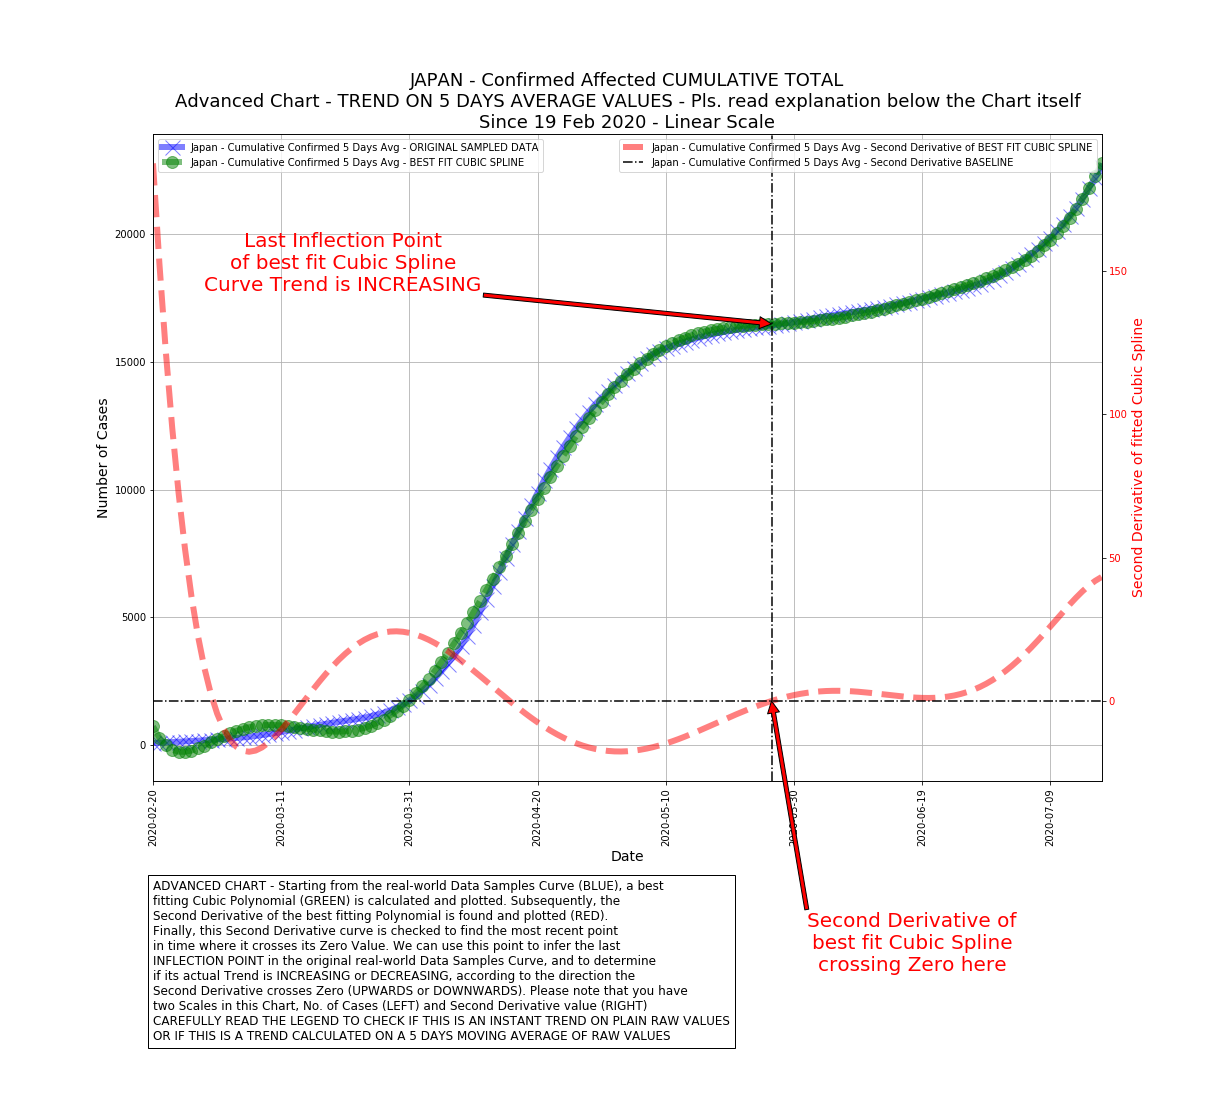 JAPAN - Confirmed Affected CUMULATIVE TOTAL
Advanced Chart - TREND ON 5 DAYS AVERAGE VALUES - Pls. read explanation below the Chart itself
Since 19 Feb 2020 - Linear Scale
Japan - Cumulative Confirmed 5 Days Avg - ORIGINAL SAMPLED DATA
Japan - Cumulative Confirmed 5 Days Avg - BEST FIT CUBIC SPLINE
Japan - Cumulative Confirmed 5 Days Avg - Second Derivative of BEST FIT CUBIC SPLINE
Japan - Cumulative Confirmed 5 Days Avg - Second Derivative BASELINE
Last Inflection Point
of best fit Cubic Spline
Curve Trend is INCREASING
Number of Cases
20000
15000
10000
5000
0
150
100
50
0
Second Derivative of fitted Cubic Spline
2020-02-20
2020-03-11
2020-03-31
2020-04-20
2020-05-10
2020-05-30
2020-06-19
2020-07-09
Date
Second Derivative of
best fit Cubic Spline
crossing Zero here
ADVANCED CHART - Starting from the real-world Data Samples Curve (BLUE), a best
fitting Cubic Polynomial (GREEN) is calculated and plotted. Subsequently, the
Second Derivative of the best fitting Polynomial is found and plotted (RED).
Finally, this Second Derivative curve is checked to find the most recent point
in time where it crosses its Zero Value. We can use this point to infer the last
INFLECTION POINT in the original real-world Data Samples Curve, and to determine
if its actual Trend is INCREASING or DECREASING, according to the direction the
Second Derivative crosses Zero (UPWARDS or DOWNWARDS). Please note that you have
two Scales in this Chart, No. of Cases (LEFT) and Second Derivative value (RIGHT)
CAREFULLY READ THE LEGEND TO CHECK IF THIS IS AN INSTANT TREND ON PLAIN RAW VALUES
OR IF THIS IS A TREND CALCULATED ON A 5 DAYS MOVING AVERAGE OF RAW VALUES